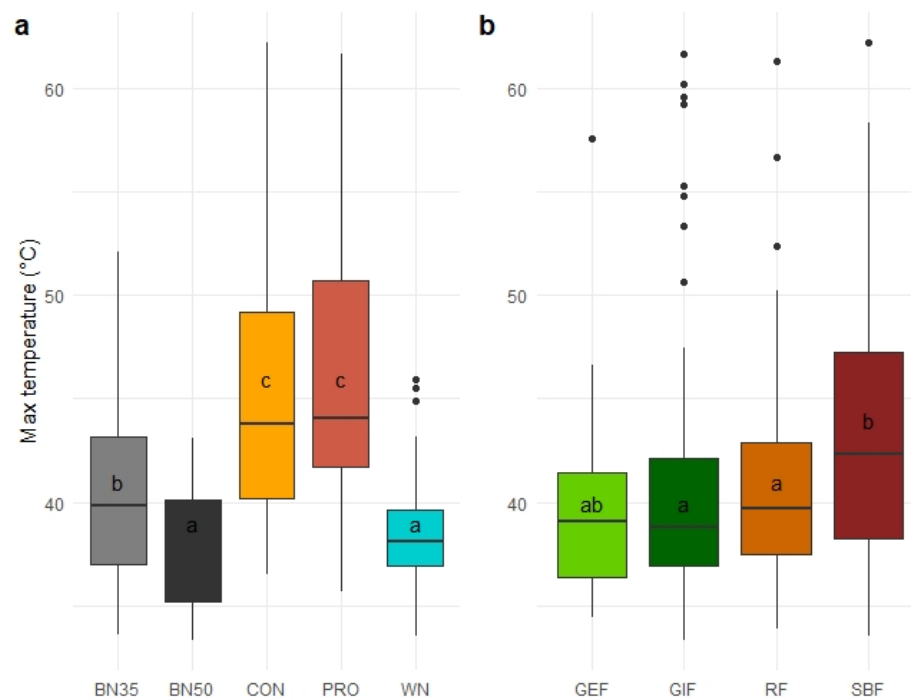 a
b
Max temperature (°C)
60
50
40
b
a
c
c
a
BN35 BN50 CON PRO WN
60
50
40
ab
a
a
b
GEF GIF RF SBF